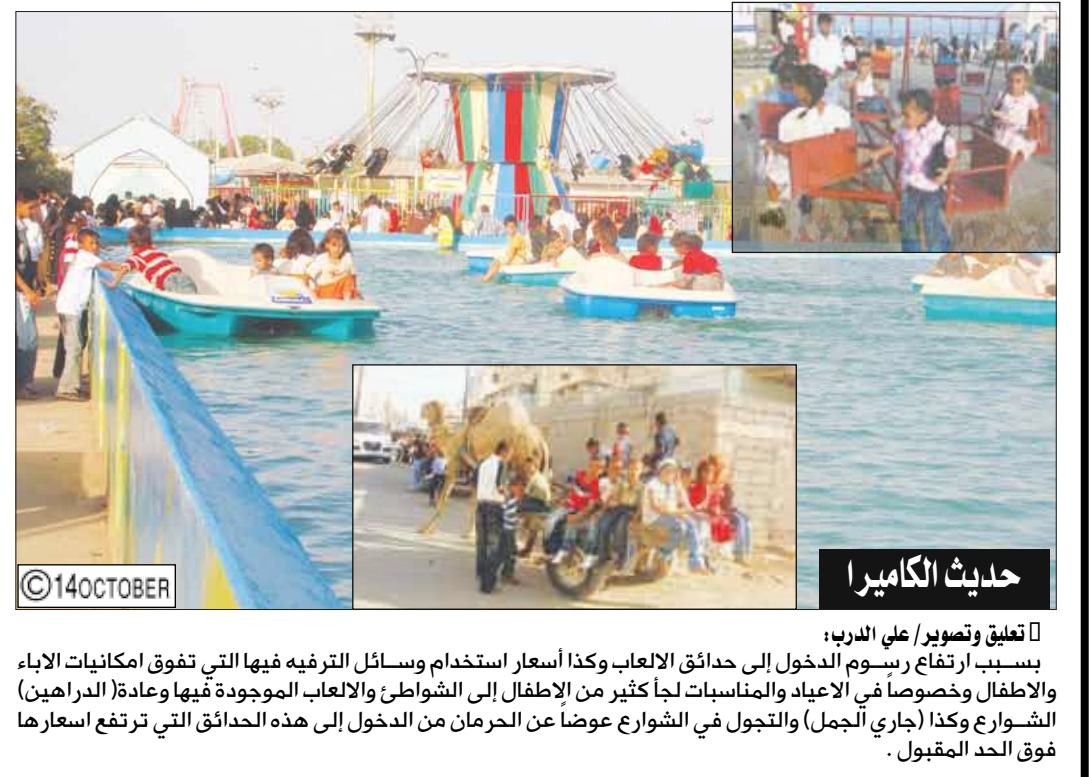 حديث الكاميرا
©14OCTOBER
تعليق وتصوير/ علي الدرب:
بسبب ارتفاع رسوم الدخول إلى حدائق الالعاب وكذا أسعار استخدام وسائل الترفيه فيها التي تفوق امكانيات الاباء
والاطفال وخصوصاً في الاعياد والمناسبات لجأ كثير من الاطفال إلى الشواطئ والالعاب الموجودة فيها وعادة( الدراهين)
الشوارع وكذا (جاري الجمل) والتجول في الشوارع عوضاً عن الحرمان من الدخول إلى هذه الحدائق التي ترتفع اسعارها
فوق الحد المقبول .